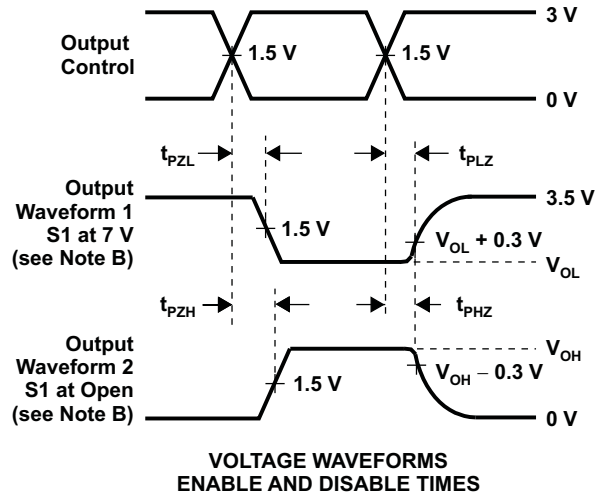 3 V
Output
Control
1.5 V
1.5 V
0 V
tPZL
tPLZ
Output
Waveform 1
S1 at 7 V
(see Note B)
3.5 V
1.5 V
VOL + 0.3 V
VOL
tPZH
tPHZ
Output
Waveform 2
S1 at Open
(see Note B)
VOH
1.5 V
VOH − 0.3 V
0 V
VOLTAGE WAVEFORMS
ENABLE AND DISABLE TIMES